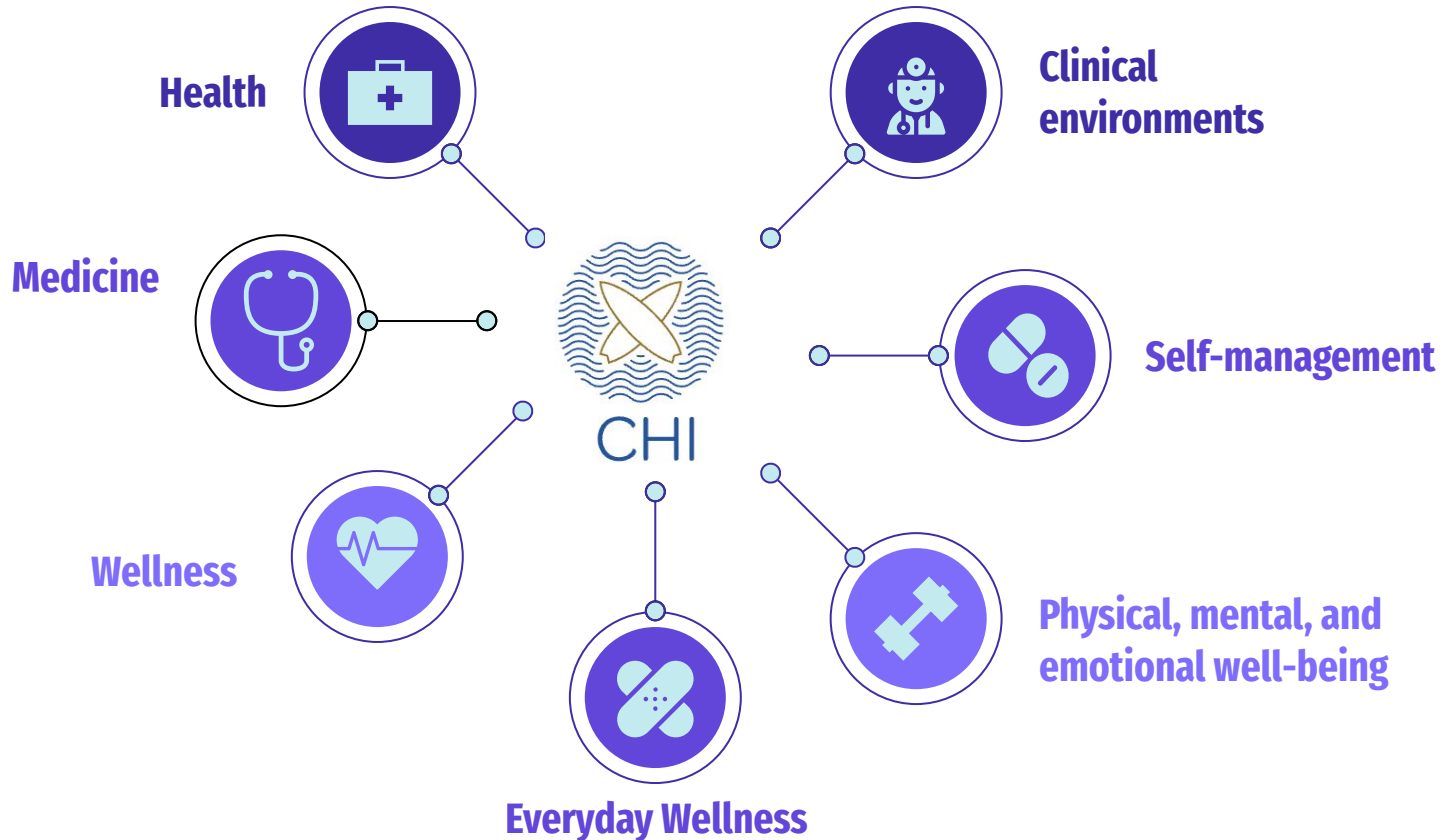 Health
Clinical
environments
Medicine
Self-management
CHI
Wellness
Physical, mental, and
emotional well-being
Everyday Wellness